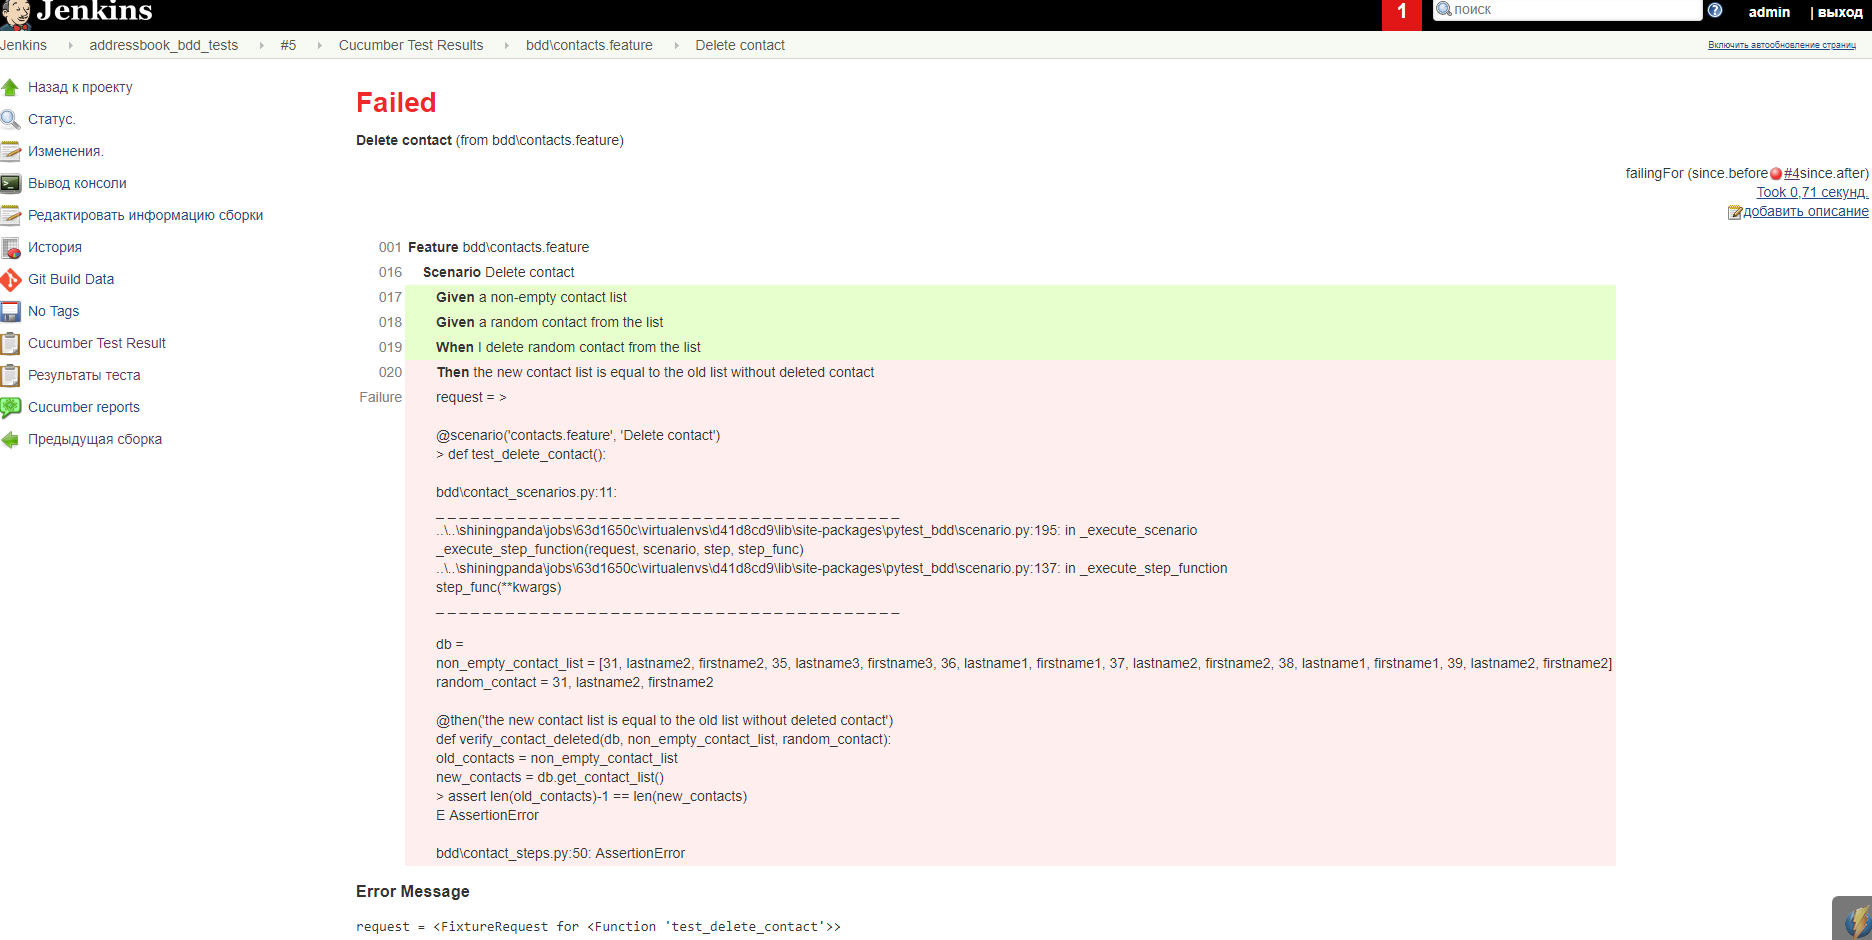 Jenkins
1
поиск
admin
| выход
Jenkins
addressbook_bdd_tests
#5
Cucumber Test Results
bdd\contacts.feature
Delete contact
Включить автообновление страниц
Назад к проекту
Статус.
Изменения.
Вывод консоли
Редактировать информацию сборки
История
Git Build Data
No Tags
Cucumber Test Result
Результаты теста
Cucumber reports
Предыдущая сборка
Failed
Delete contact (from bdd\contacts.feature)
failingFor (since.before #4since.after)
Took 0,71 секунд.
добавить описание
001 Feature bdd\contacts.feature
016 Scenario Delete contact
017 Given a non-empty contact list
018 Given a random contact from the list
019 When I delete random contact from the list
020 Then the new contact list is equal to the old list without deleted contact
Failure request = >
@scenario('contacts.feature', 'Delete contact')
> def test_delete_contact():
bdd\contact_scenarios.py:11:
_ _ _ _ _ _ _ _ _ _ _ _ _ _ _ _ _ _ _ _ _ _ _ _ _ _ _ _ _ _ _ _ _ _ _ _ _ _ _ _
..\..\shiningpanda\jobs\63d1650c\virtualenvs\d41d8cd9\lib\site-packages\pytest_bdd\scenario.py:195: in _execute_scenario
_execute_step_function(request, scenario, step, step_func)
..\..\shiningpanda\jobs\63d1650c\virtualenvs\d41d8cd9\lib\site-packages\pytest_bdd\scenario.py:137: in _execute_step_function
step_func(**kwargs)
_ _ _ _ _ _ _ _ _ _ _ _ _ _ _ _ _ _ _ _ _ _ _ _ _ _ _ _ _ _ _ _ _ _ _ _ _ _ _ _
db =
non_empty_contact_list = [31, lastname2, firstname2, 35, lastname3, firstname3, 36, lastname1, firstname1, 37, lastname2, firstname2, 38, lastname1, firstname1, 39, lastname2, firstname2]
random_contact = 31, lastname2, firstname2
@then('the new contact list is equal to the old list without deleted contact')
def verify_contact_deleted(db, non_empty_contact_list, random_contact):
old_contacts = non_empty_contact_list
new_contacts = db.get_contact_list()
> assert len(old_contacts)-1 == len(new_contacts)
E AssertionError
bdd\contact_steps.py:50: AssertionError
Error Message
request = <FixtureRequest for <Function 'test_delete_contact'>>